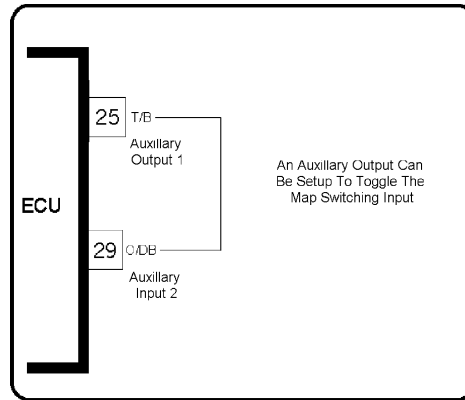 25 T/B
Auxillary
Output 1
An Auxillary Output Can
Be Setup To Toggle The
Map Switching Input
ECU
29 O/DB
Auxillary
Input 2